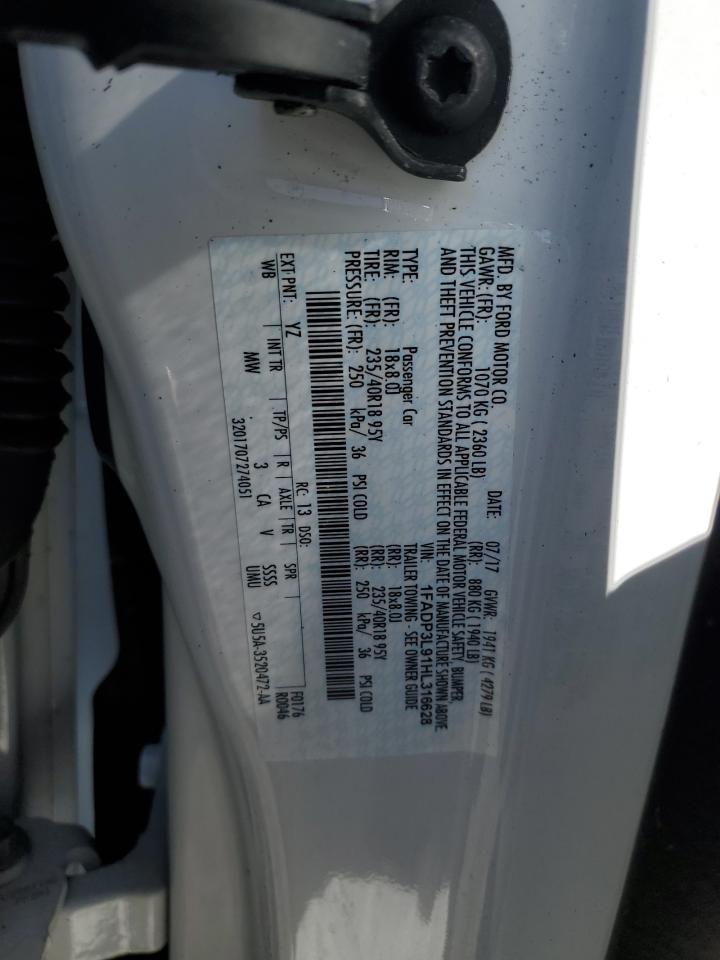 MFD. BY FORD MOTOR CO.
DATE: 07/17 GVWR: 1941 KG ( 4279 LB)
GAWR: (FR): 1070 KG ( 2360 LB) (RR): 880 KG ( 1940 LB)
THIS VEHICLE CONFORMS TO ALL APPLICABLE FEDERAL MOTOR VEHICLE SAFETY, BUMPER,
AND THEFT PREVENTION STANDARDS IN EFFECT ON THE DATE OF MANUFACTURE SHOWN ABOVE
VIN: 1FADP3L91HL316628
TYPE: Passenger Car TRAILER TOWING - SEE OWNER GUIDE
RIM: (FR): 18x8.0J (RR): 18x8.0J
TIRE: (FR): 235/40R18 95Y (RR): 235/40R18 95Y
PRESSURE: (FR): 250 kPa/ 36 PSI COLD (RR): 250 kPa/ 36 PSI COLD
RC: 13 DSO: F0176
EXT PNT: YZ R0046
INT TR TP/PS R AXLE TR SPR
WB MW 3 CA V SSSS ▽5U5A-3520472-AA
3201707274051 UMU